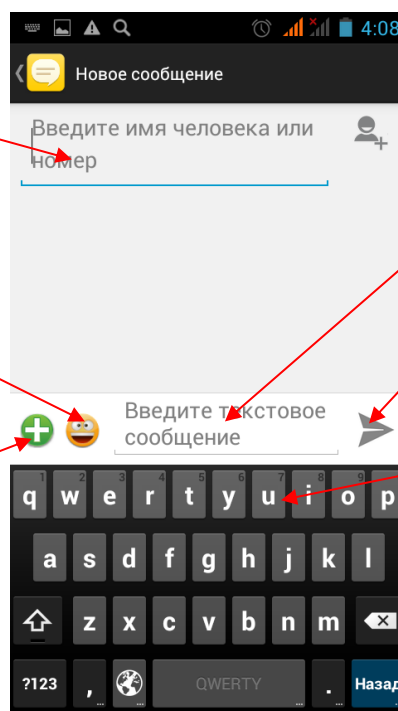 4:08
Новое сообщение
Введите имя человека или
номер
Введите текстовое
сообщение
1 2 3 4 5 6 7 8 9
q w e r t y u i o p
a s d f g h j k l
z x c v b n m
?123 , QWERTY . Назад